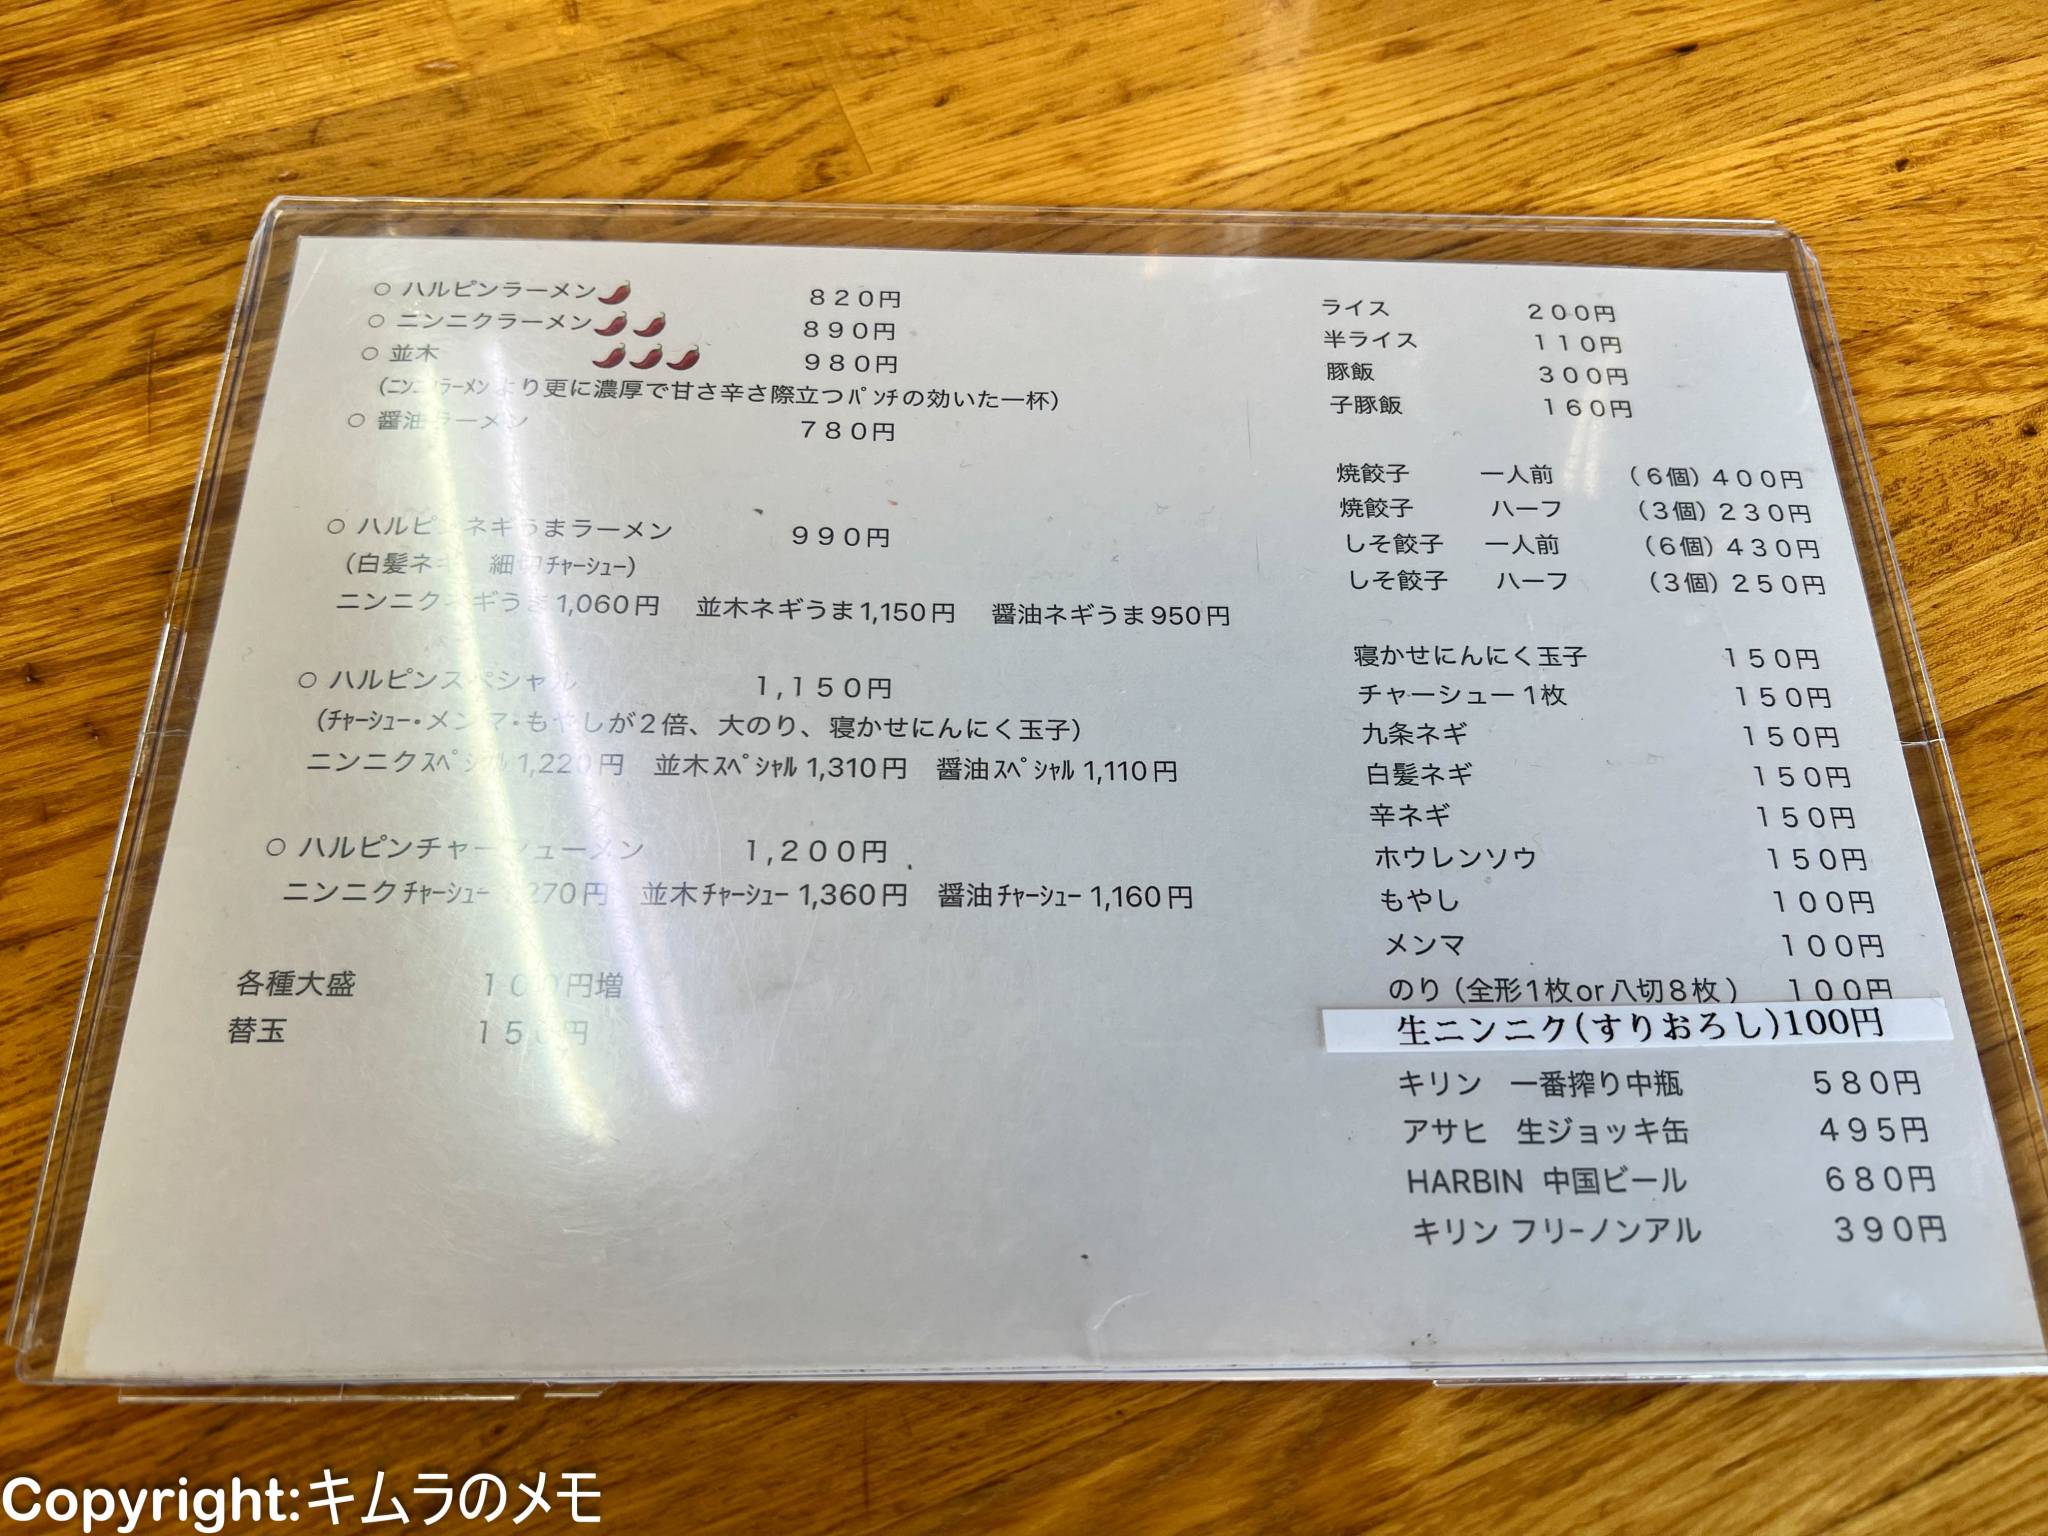 ○ ハルピンラーメン 820円
○ ニンニクラーメン 890円
○ 並木 980円
(ﾆﾝﾆｸﾗｰﾒﾝより更に濃厚で甘さ辛さ際立つﾊﾟﾝﾁの効いた一杯)
○ 醤油ラーメン 780円
○ ハルピンネギうまラーメン 990円
(白髪ネギ 細切ﾁｬｰｼｭｰ)
ニンニクネギうま1,060円 並木ネギうま1,150円 醤油ネギうま950円
○ ハルピンスペシャル 1,150円
(ﾁｬｰｼｭｰ・メンマ・もやしが2倍、大のり、寝かせにんにく玉子)
ニンニクｽﾍﾟｼｬﾙ1,220円 並木ｽﾍﾟｼｬﾙ1,310円 醤油ｽﾍﾟｼｬﾙ1,110円
○ ハルピンチャーシューメン 1,200円
ニンニクﾁｬｰｼｭｰ 1,270円 並木ﾁｬｰｼｭｰ 1,360円 醤油ﾁｬｰｼｭｰ 1,160円
各種大盛 100円増
替玉 150円
ライス 200円
半ライス 110円
豚飯 300円
子豚飯 160円
焼餃子 一人前 (6個) 400円
焼餃子 ハーフ (3個) 230円
しそ餃子 一人前 (6個) 430円
しそ餃子 ハーフ (3個) 250円
寝かせにんにく玉子 150円
チャーシュー1枚 150円
九条ネギ 150円
白髪ネギ 150円
辛ネギ 150円
ホウレンソウ 150円
もやし 100円
メンマ 100円
のり (全形1枚or八切8枚) 100円
生ニンニク(すりおろし)100円
キリン 一番搾り中瓶 580円
アサヒ 生ジョッキ缶 495円
HARBIN 中国ビール 680円
キリン フリーノンアル 390円
Copyright:キムラのメモ